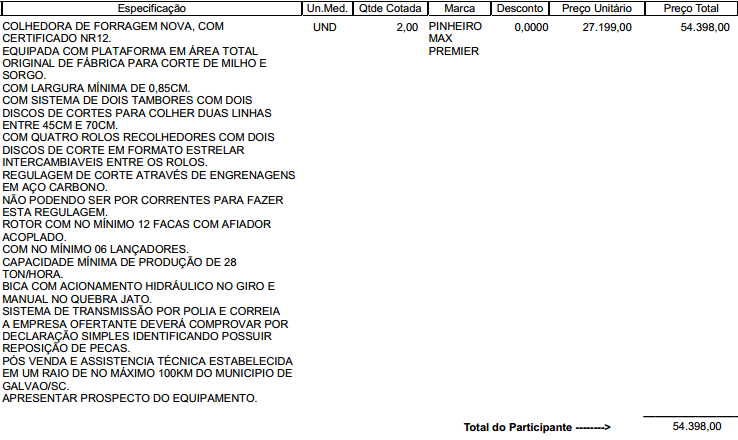 Especificação Un.Med. Qtde Cotada Marca Desconto Preço Unitário Preço Total
COLHEDORA DE FORRAGEM NOVA, COM UND 2,00 PINHEIRO 0,0000 27.199,00 54.398,00
CERTIFICADO NR12. MAX
EQUIPADA COM PLATAFORMA EM ÁREA TOTAL PREMIER
ORIGINAL DE FÁBRICA PARA CORTE DE MILHO E
SORGO.
COM LARGURA MÍNIMA DE 0,85CM.
COM SISTEMA DE DOIS TAMBORES COM DOIS
DISCOS DE CORTES PARA COLHER DUAS LINHAS
ENTRE 45CM E 70CM.
COM QUATRO ROLOS RECOLHEDORES COM DOIS
DISCOS DE CORTE EM FORMATO ESTRELAR
INTERCAMBIAVEIS ENTRE OS ROLOS.
REGULAGEM DE CORTE ATRAVÉS DE ENGRENAGENS
EM AÇO CARBONO.
NÃO PODENDO SER POR CORRENTES PARA FAZER
ESTA REGULAGEM.
ROTOR COM NO MÍNIMO 12 FACAS COM AFIADOR
ACOPLADO.
COM NO MÍNIMO 06 LANÇADORES.
CAPACIDADE MÍNIMA DE PRODUÇÃO DE 28
TON/HORA.
BICA COM ACIONAMENTO HIDRÁULICO NO GIRO E
MANUAL NO QUEBRA JATO.
SISTEMA DE TRANSMISSÃO POR POLIA E CORREIA
A EMPRESA OFERTANTE DEVERÁ COMPROVAR POR
DECLARAÇÃO SIMPLES IDENTIFICANDO POSSUIR
REPOSIÇÃO DE PECAS.
PÓS VENDA E ASSISTENCIA TÉCNICA ESTABELECIDA
EM UM RAIO DE NO MÁXIMO 100KM DO MUNICIPIO DE
GALVAO/SC.
APRESENTAR PROSPECTO DO EQUIPAMENTO.
Total do Participante --------> 54.398,00